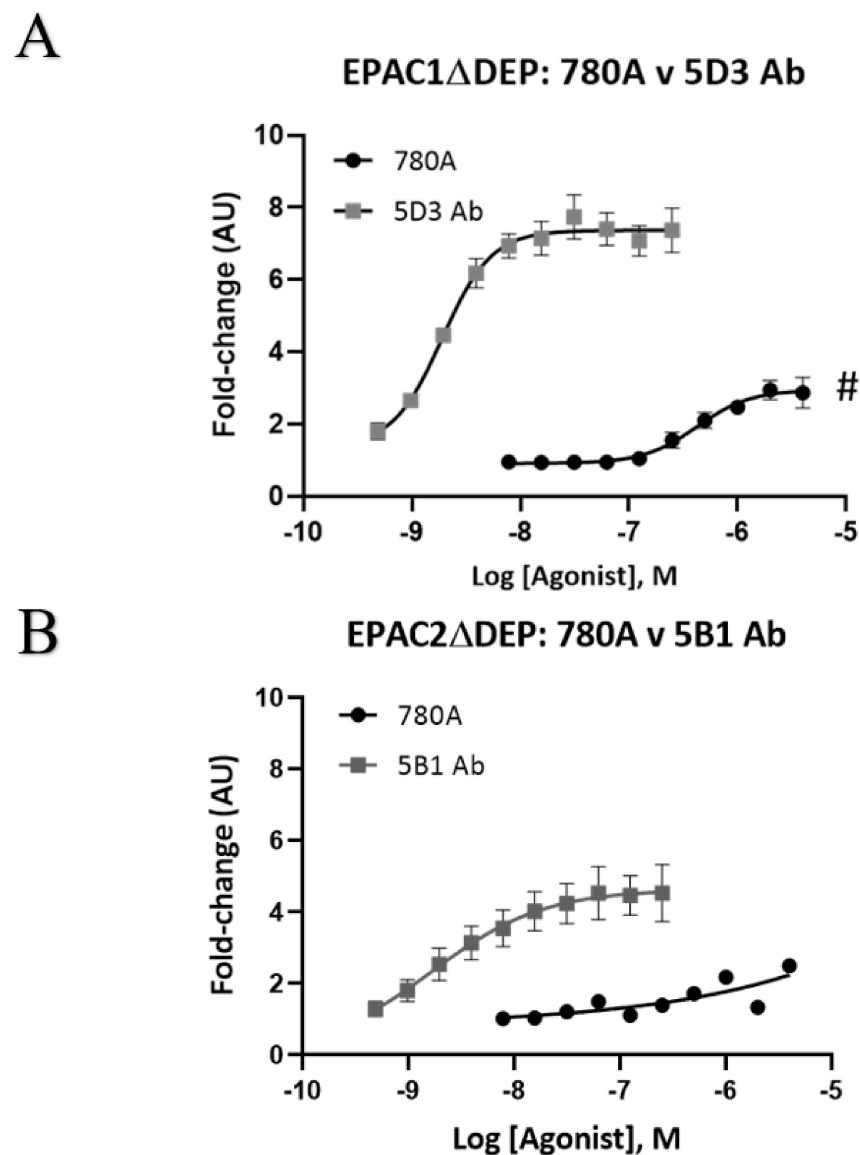 A
EPAC1ΔDEP: 780A v 5D3 Ab
10
8
6
4
2
0
Fold-change (AU)
780A
5D3 Ab
#
-10
-9
-8
-7
-6
-5
Log [Agonist], M
B
EPAC2ΔDEP: 780A v 5B1 Ab
10
8
6
4
2
0
Fold-change (AU)
780A
5B1 Ab
-10
-9
-8
-7
-6
-5
Log [Agonist], M